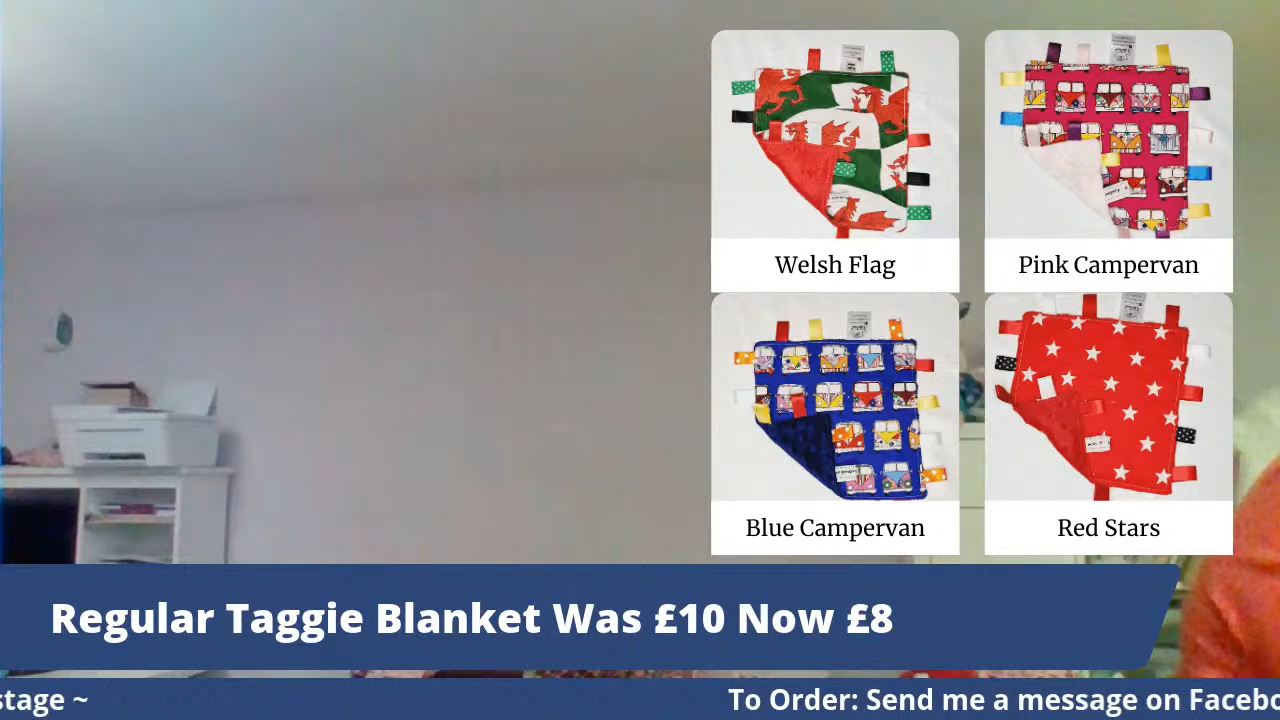 Welsh Flag
Pink Campervan
Blue Campervan
Red Stars
Regular Taggie Blanket Was £10 Now £8
stage ~
To Order: Send me a message on Facebo